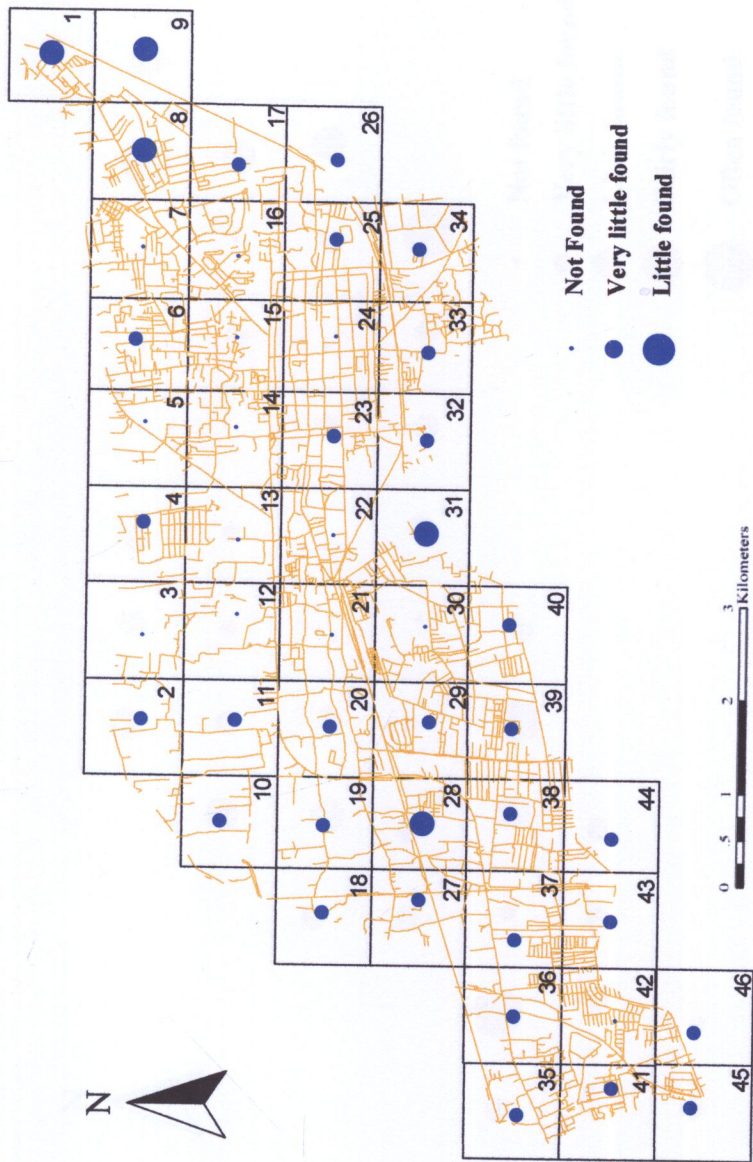 1
N
2 3 4 5 6 7 8 9
10 11 12 13 14 15 16 17
18 19 20 21 22 23 24 25 26
27 28 29 30 31 32 33 34
35 36 37 38 39 40
Not Found
Very little found
Little found
41 42 43 44
0 .5 1 2 3 Kilometers
45 46